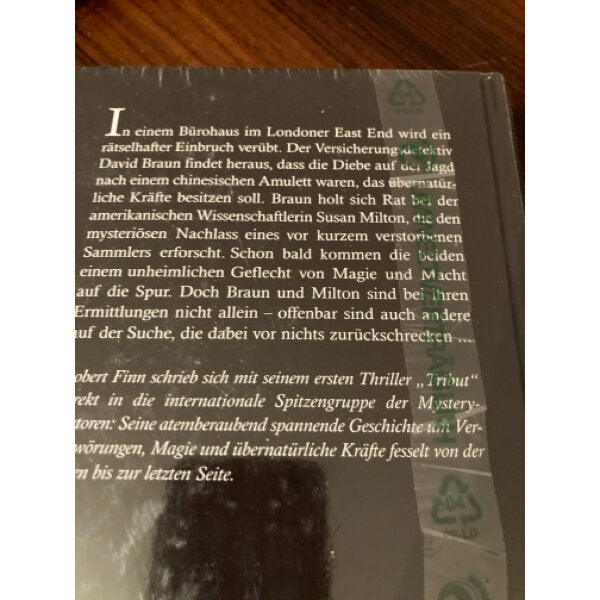 In einem Bürohaus im Londoner East End wird ein
rätselhafter Einbruch verübt. Der Versicherungsdetektiv
David Braun findet heraus, dass die Diebe auf der Jagd
nach einem chinesischen Amulett waren, das übernatür-
liche Kräfte besitzen soll. Braun holt sich Rat bei der
amerikanischen Wissenschaftlerin Susan Milton, die den
mysteriösen Nachlass eines vor kurzem verstorbenen
Sammlers erforscht. Schon bald kommen die beiden
einem unheimlichen Geflecht von Magie und Macht
auf die Spur. Doch Braun und Milton sind bei ihren
Ermittlungen nicht allein – offenbar sind auch andere
auf der Suche, die dabei vor nichts zurückschrecken ...
obert Finn schrieb sich mit seinem ersten Thriller „Tribut"
rekt in die internationale Spitzengruppe der Mystery-
toren: Seine atemberaubend spannende Geschichte um Ver-
wörungen, Magie und übernatürliche Kräfte fesselt von der
en bis zur letzten Seite.
04